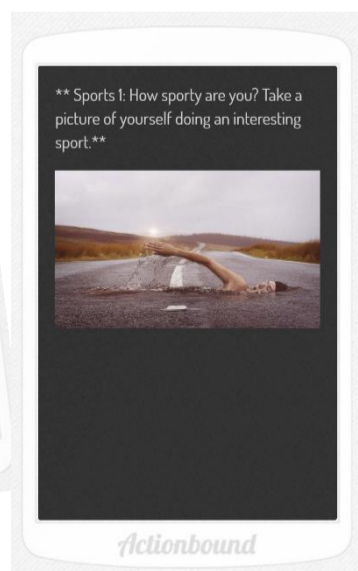 ** Sports 1: How sporty are you? Take a
picture of yourself doing an interesting
sport.**
Actionbound